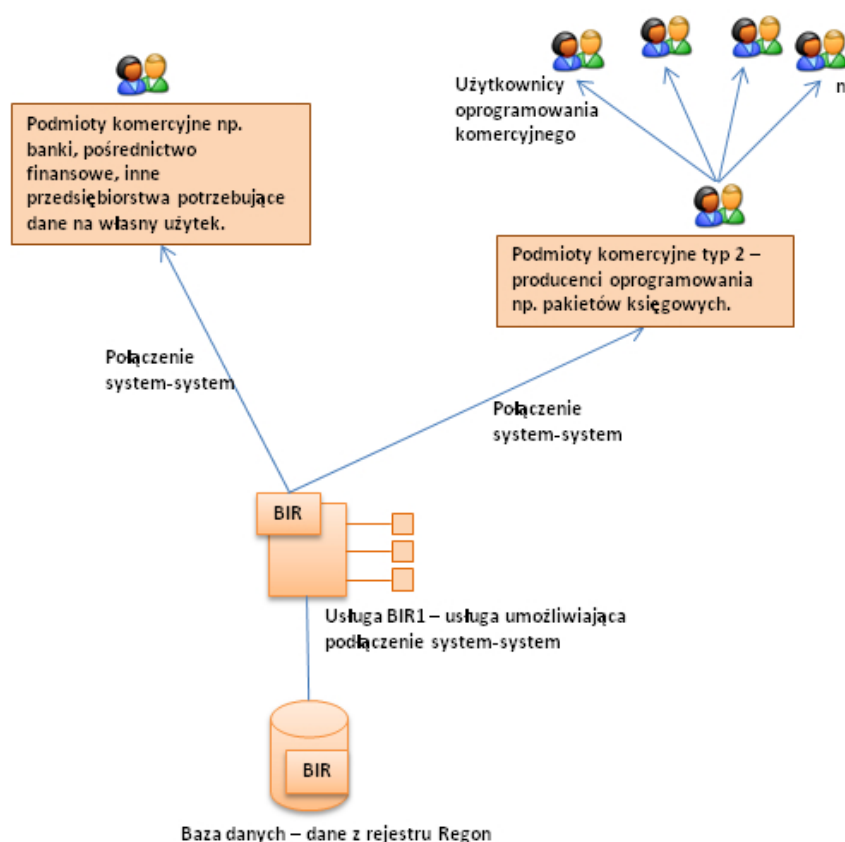 Użytkownicy
oprogramowania
komercyjnego
n
Podmioty komercyjne np.
banki, pośrednictwo
finansowe, inne
przedsiębiorstwa potrzebujące
dane na własny użytek.
Podmioty komercyjne typ 2 –
producenci oprogramowania
np. pakietów księgowych.
Połączenie
system-system
Połączenie
system-system
BIR
Usługa BIR1 – usługa umożliwiająca
podłączenie system-system
BIR
Baza danych – dane z rejestru Regon